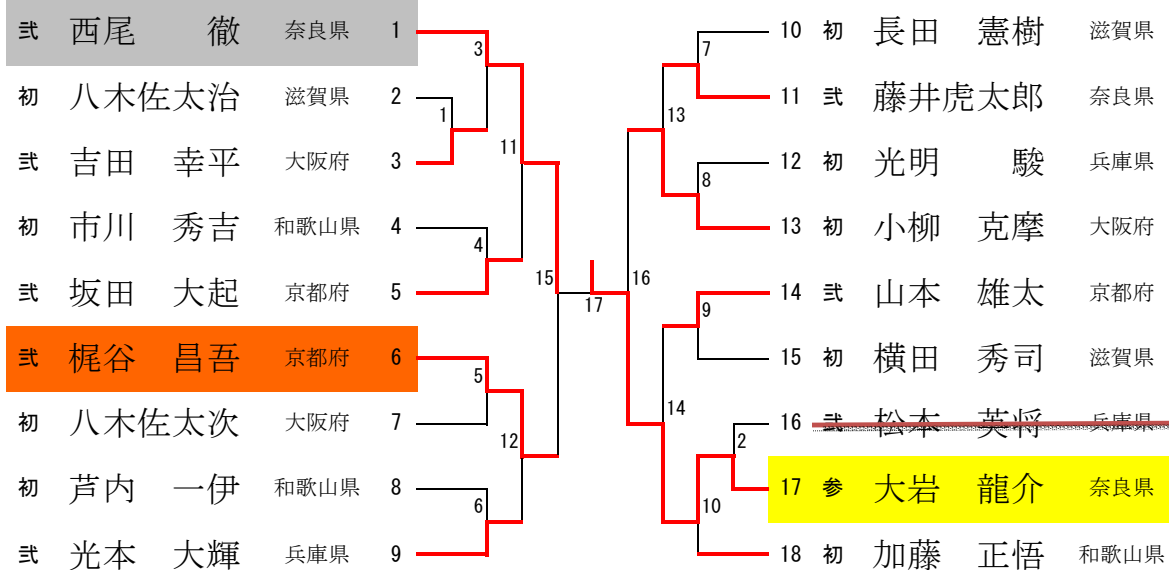 弐 西尾 徹 奈良県 1
初 八木佐太治 滋賀県 2
弐 吉田 幸平 大阪府 3
初 市川 秀吉 和歌山県 4
弐 坂田 大起 京都府 5
弐 梶谷 昌吾 京都府 6
初 八木佐太次 大阪府 7
初 芦内 一伊 和歌山県 8
弐 光本 大輝 兵庫県 9
3
1
11
4
15
5
12
6
17
16
7
13
8
9
14
2
10
10 初 長田 憲樹 滋賀県
11 弐 藤井虎太郎 奈良県
12 初 光明 駿 兵庫県
13 初 小柳 克摩 大阪府
14 弐 山本 雄太 京都府
15 初 横田 秀司 滋賀県
16 弐 松本 英将 兵庫県
17 参 大岩 龍介 奈良県
18 初 加藤 正悟 和歌山県